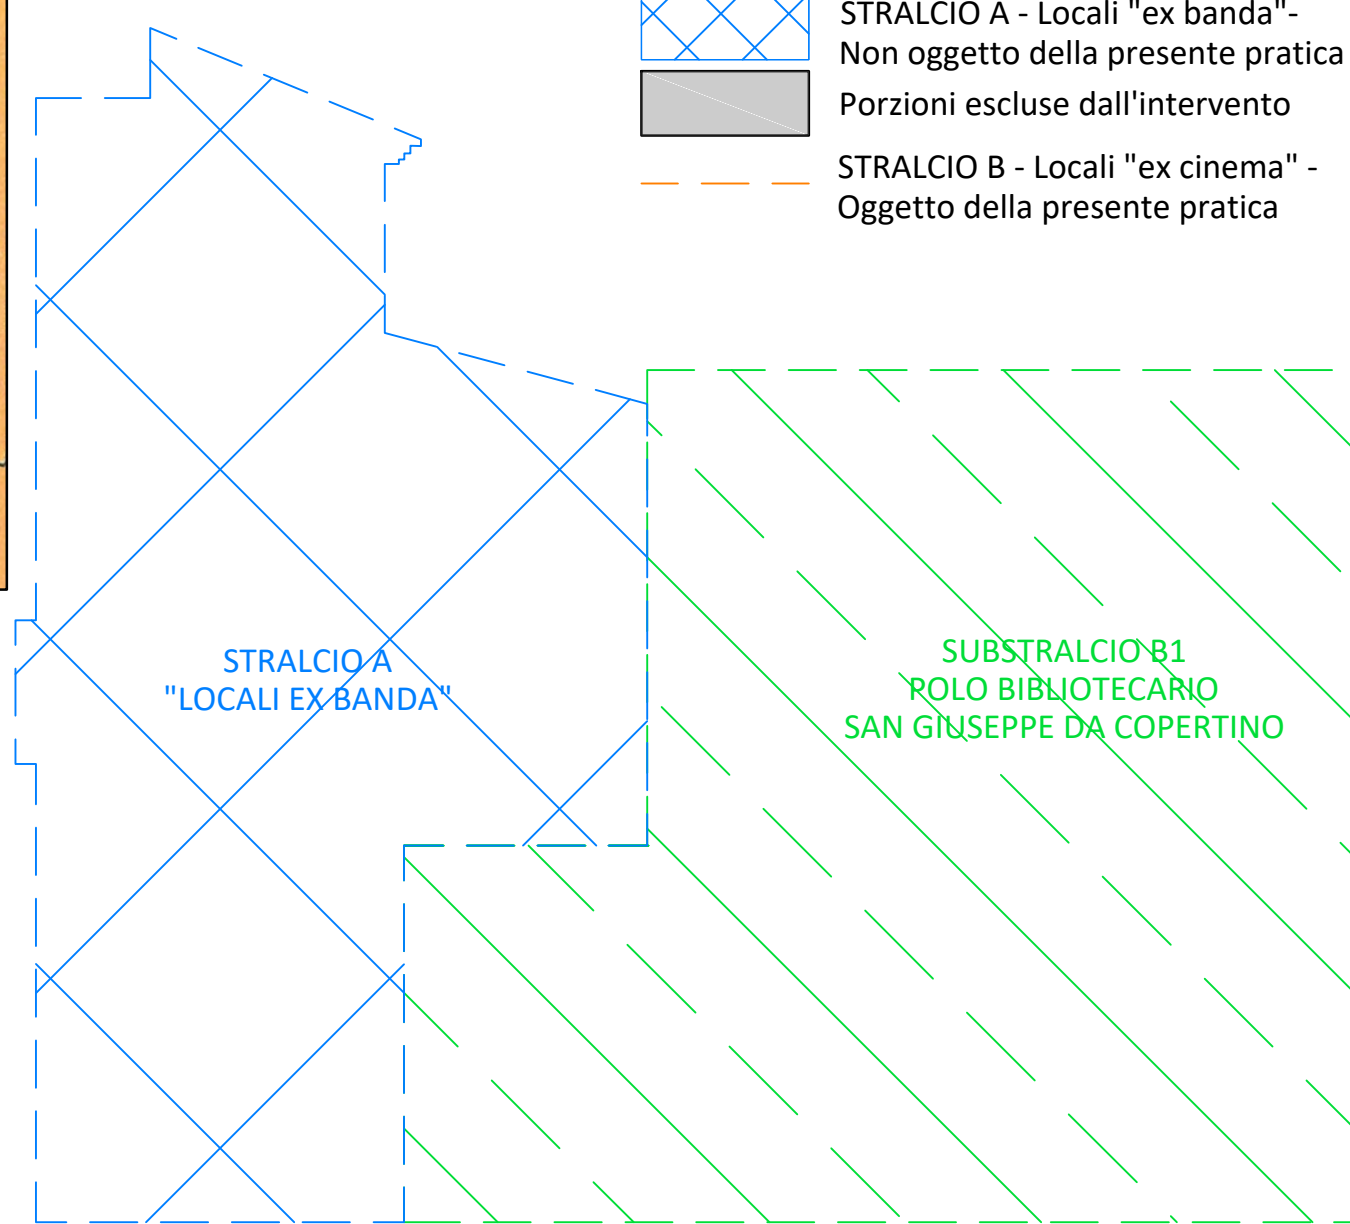 STRALCIO A - Locali "ex banda"-
Non oggetto della presente pratica
Porzioni escluse dall'intervento
STRALCIO B - Locali "ex cinema" -
Oggetto della presente pratica
STRALCIO A
"LOCALI EX BANDA"
SUBSTRALCIO B1
POLO BIBLIOTECARIO
SAN GIUSEPPE DA COPERTINO